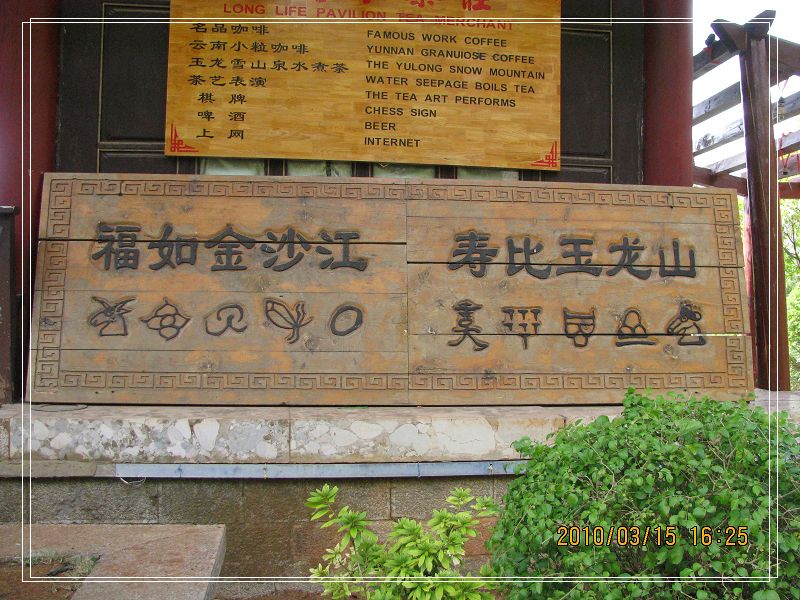 LONG LIFE PAVILION TEA MERCHANT
名品咖啡 FAMOUS WORK COFFEE
云南小粒咖啡 YUNNAN GRANUIOSE COFFEE
玉龙雪山泉水煮茶 THE YULONG SNOW MOUNTAIN
WATER SEEPAGE BOILS TEA
茶艺表演 THE TEA ART PERFORMS
棋牌 CHESS SIGN
啤酒 BEER
上网 INTERNET
福如金沙江 寿比玉龙山
2010/03/15 16:25